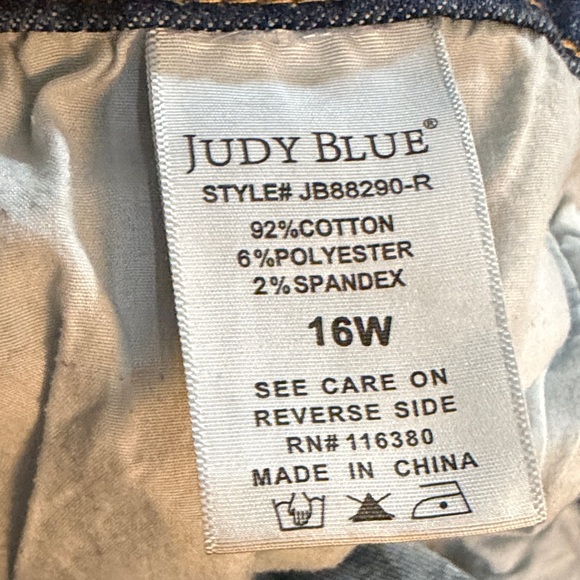 JUDY BLUE®
STYLE# JB88290-R
92%COTTON
6%POLYESTER
2%SPANDEX
16W
SEE CARE ON
REVERSE SIDE
RN# 116380
MADE IN CHINA